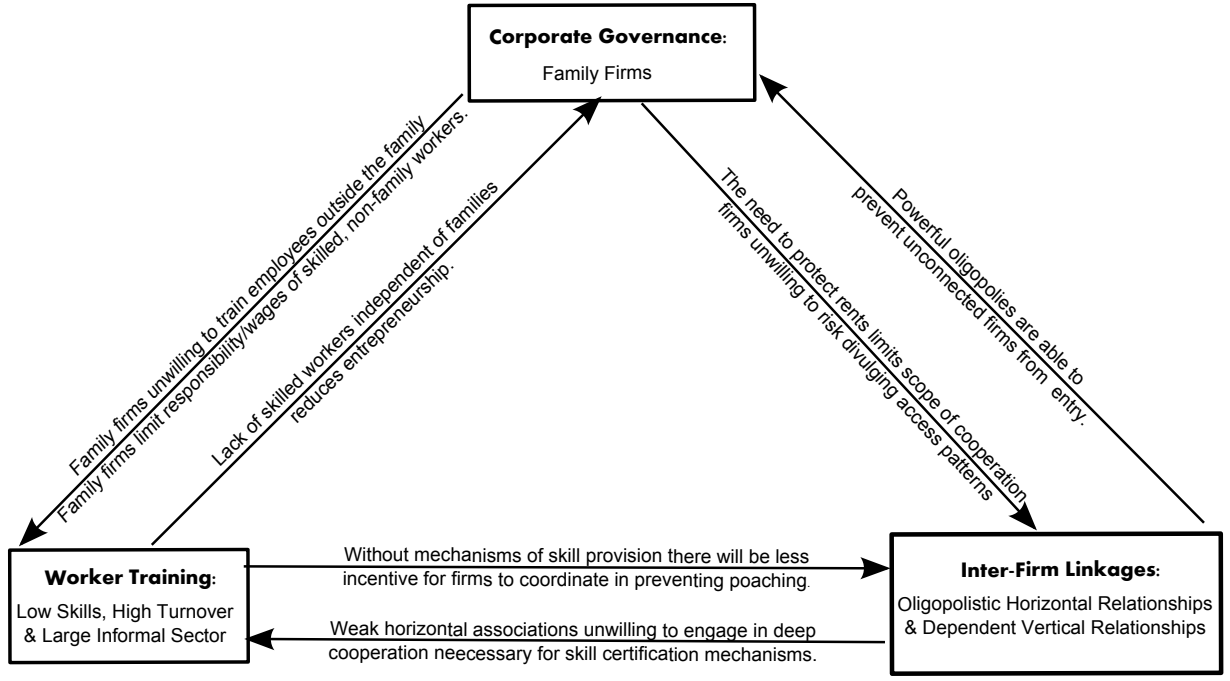 Corporate Governance:
Family Firms
Family firms unwilling to train employees outside the family
Family firms limit responsibility/wages of skilled, non-family workers.
Lack of skilled workers independent of families
reduces entrepreneurship.
The need to protect rents limits scope of cooperation
firms unwilling to risk divulging access patterns
Powerful oligopolies are able to
prevent unconnected firms from entry.
Worker Training:
Low Skills, High Turnover
& Large Informal Sector
Without mechanisms of skill provision there will be less
incentive for firms to coordinate in preventing poaching.
Weak horizontal associations unwilling to engage in deep
cooperation neecessary for skill certification mechanisms.
Inter-Firm Linkages:
Oligopolistic Horizontal Relationships
& Dependent Vertical Relationships